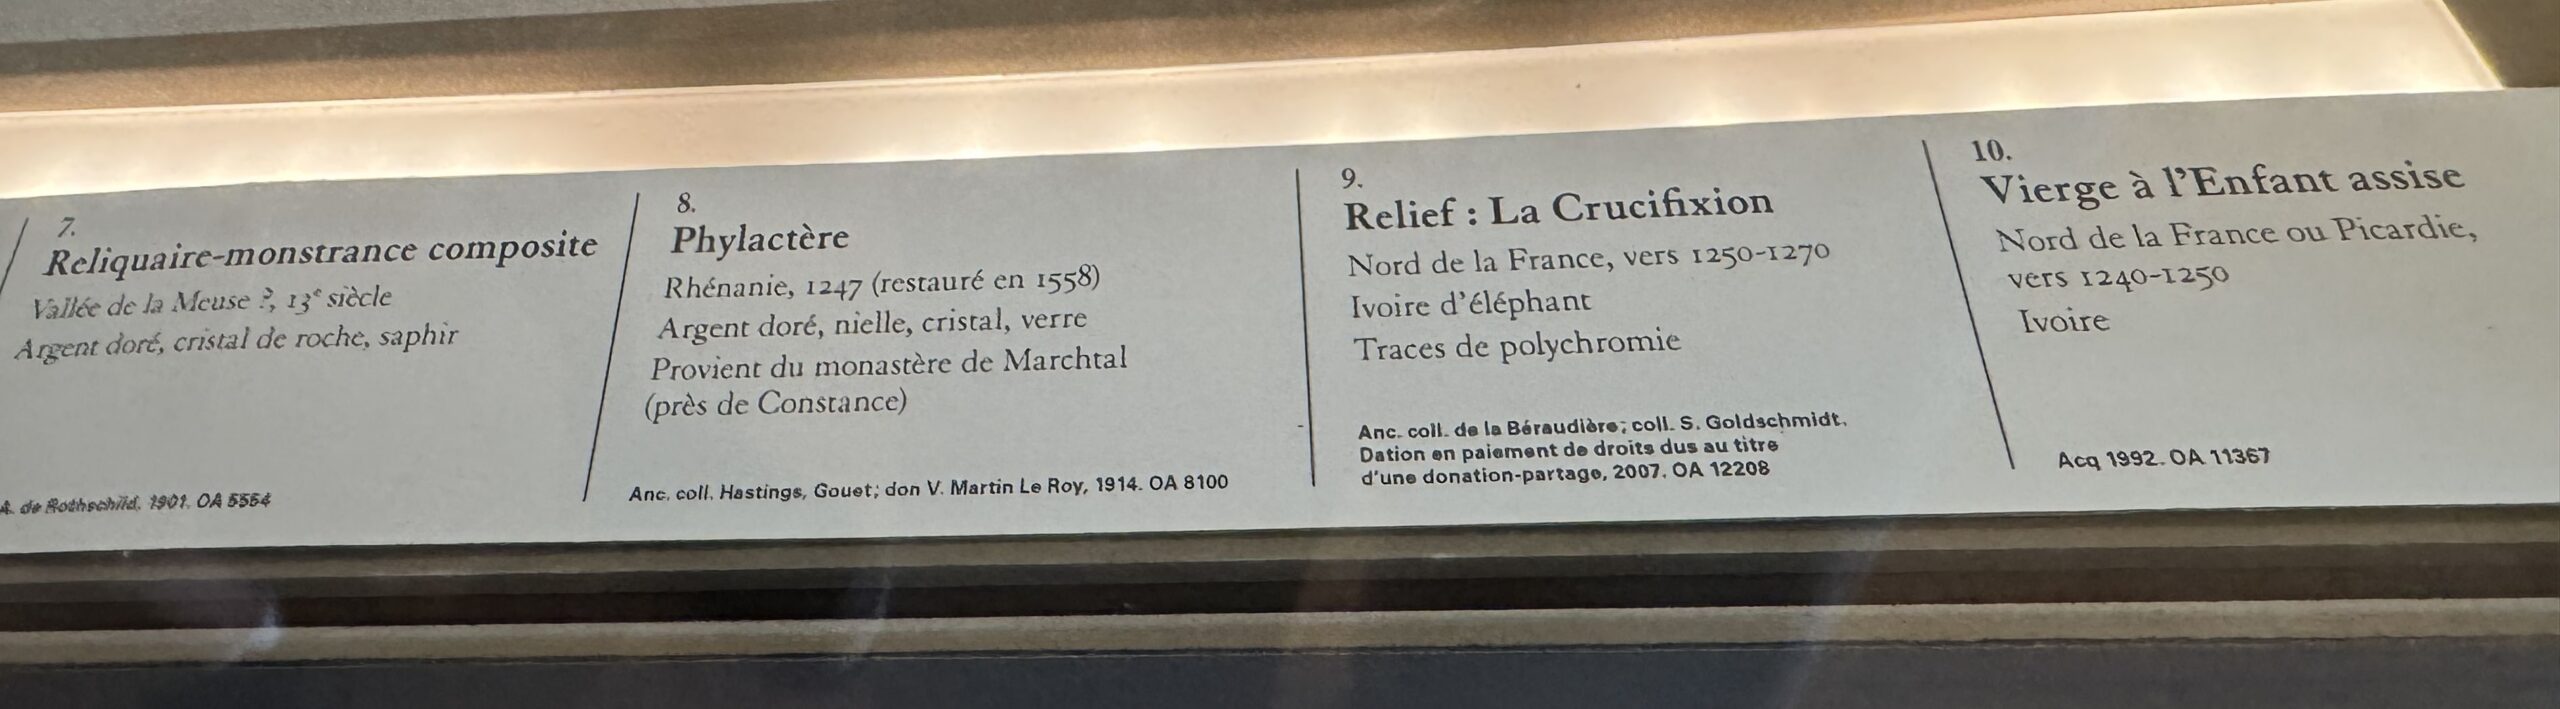 7.
Reliquaire-monstrance composite
Vallée de la Meuse ?, 13e siècle
Argent doré, cristal de roche, saphir
A. de Rothschild, 1901. OA 5554
8.
Phylactère
Rhénanie, 1247 (restauré en 1558)
Argent doré, nielle, cristal, verre
Provient du monastère de Marchtal
(près de Constance)
Anc. coll. Hastings, Gouet; don V. Martin Le Roy, 1914. OA 8100
9.
Relief : La Crucifixion
Nord de la France, vers 1250-1270
Ivoire d'éléphant
Traces de polychromie
Anc. coll. de la Béraudière; coll. S. Goldschmidt.
Dation en paiement de droits dus au titre
d'une donation-partage, 2007. OA 12208
10.
Vierge à l'Enfant assise
Nord de la France ou Picardie,
vers 1240-1250
Ivoire
Acq 1992. OA 11367